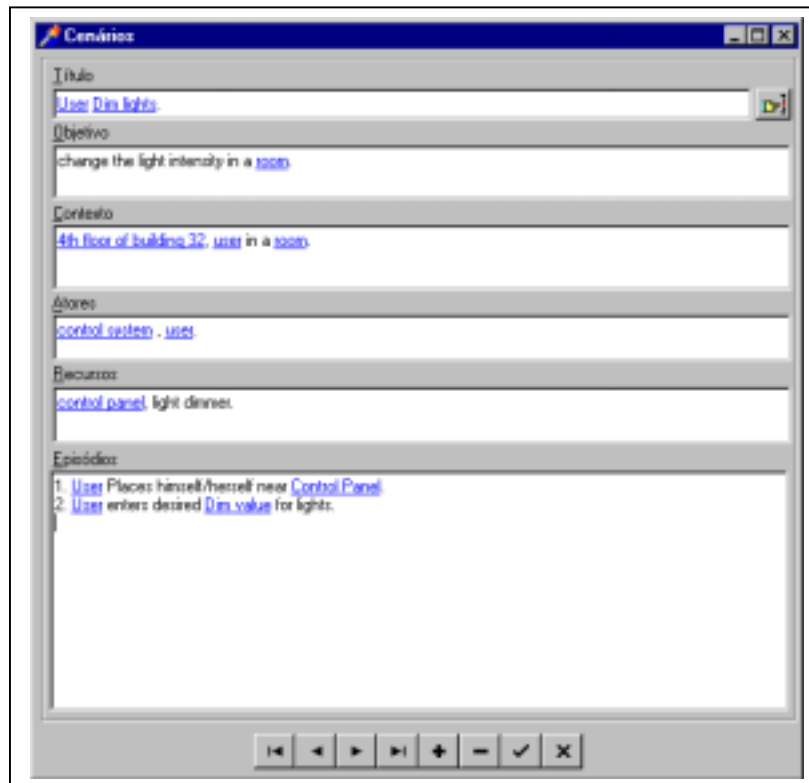 Cenários
Título
User Dim lights.
Objetivo
change the light intensity in a room.
Contexto
4th floor of building 32, user in a room.
Atores
control system , user.
Recursos
control panel, light dimmer.
Episódios
1. User Places himself/herself near Control Panel.
2. User enters desired Dim value for lights.